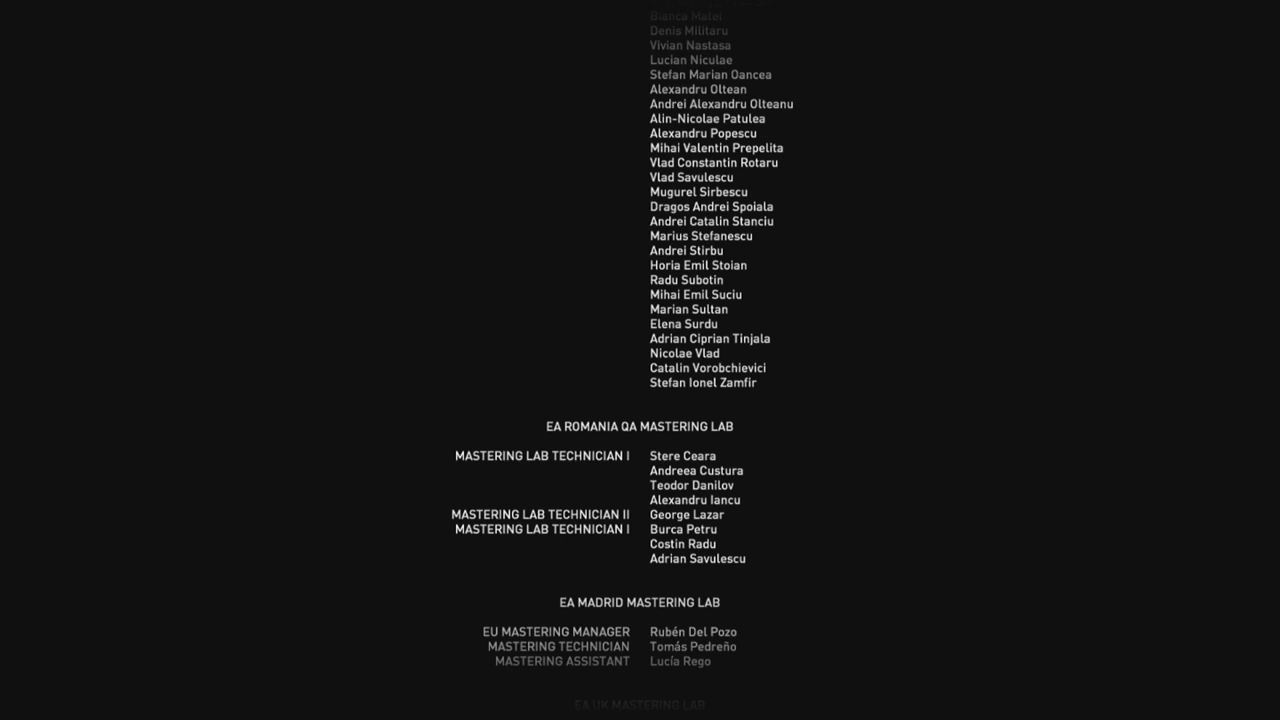 Bianca Matei
Denis Militaru
Vivian Nastasa
Lucian Niculae
Stefan Marian Oancea
Alexandru Oltean
Andrei Alexandru Olteanu
Alin-Nicolae Patulea
Alexandru Popescu
Mihai Valentin Prepelita
Vlad Constantin Rotaru
Vlad Savulescu
Mugurel Sirbescu
Dragos Andrei Spoiala
Andrei Catalin Stanciu
Marius Stefanescu
Andrei Stirbu
Horia Emil Stoian
Radu Subotin
Mihai Emil Suciu
Marian Sultan
Elena Surdu
Adrian Ciprian Tinjala
Nicolae Vlad
Catalin Vorobchievici
Stefan Ionel Zamfir
EA ROMANIA QA MASTERING LAB
MASTERING LAB TECHNICIAN I Stere Ceara
Andreea Custura
Teodor Danilov
Alexandru Iancu
MASTERING LAB TECHNICIAN II George Lazar
MASTERING LAB TECHNICIAN I Burca Petru
Costin Radu
Adrian Savulescu
EA MADRID MASTERING LAB
EU MASTERING MANAGER Rubén Del Pozo
MASTERING TECHNICIAN Tomás Pedreño
MASTERING ASSISTANT Lucía Rego
EA UK MASTERING LAB